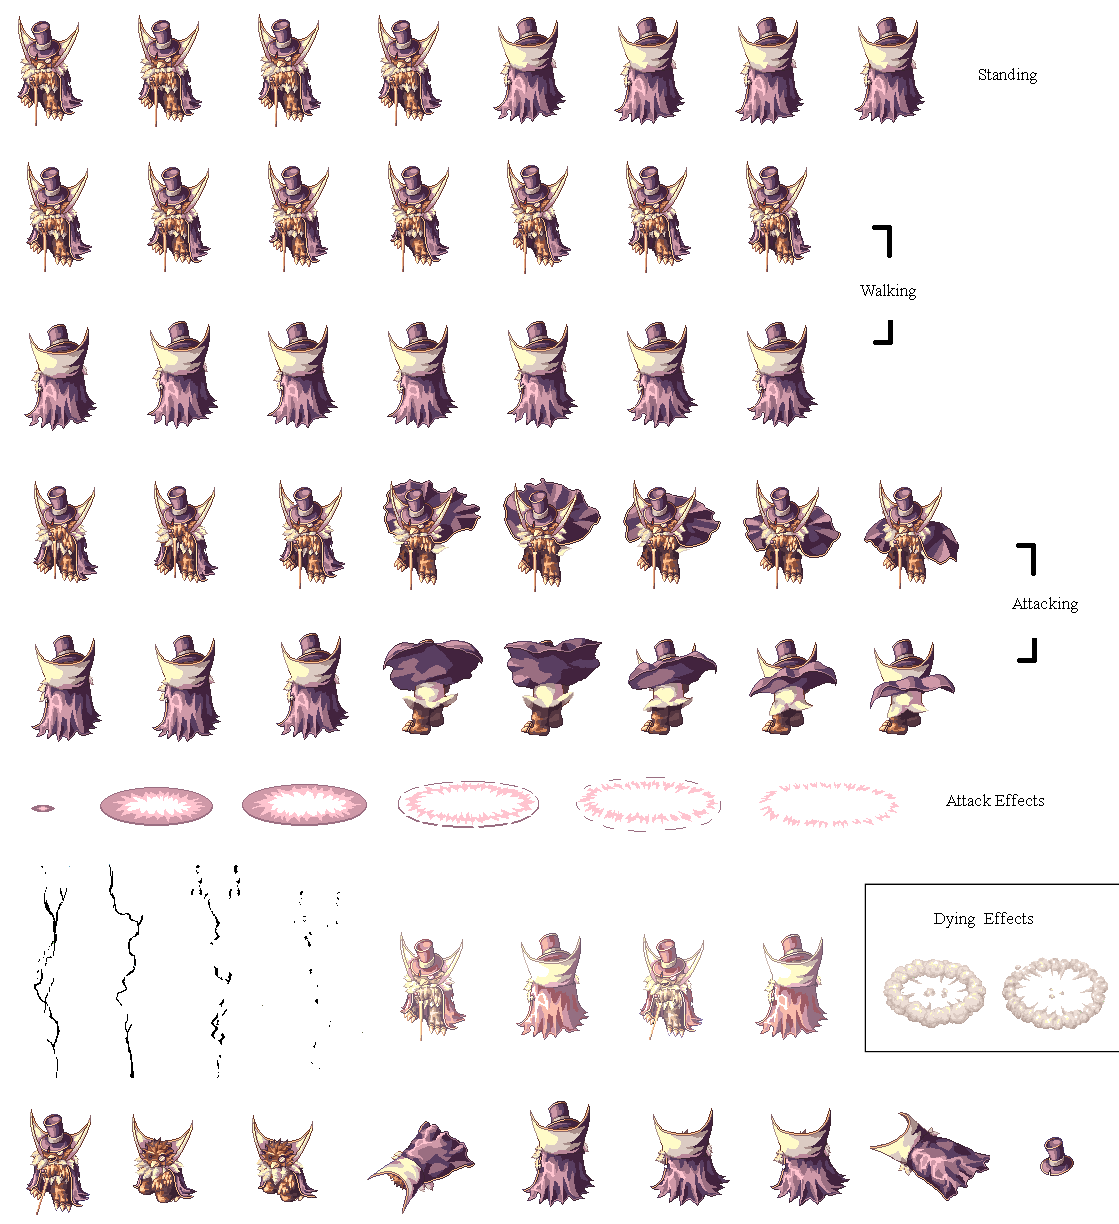 Standing
Walking
Attacking
Attack Effects
Dying Effects